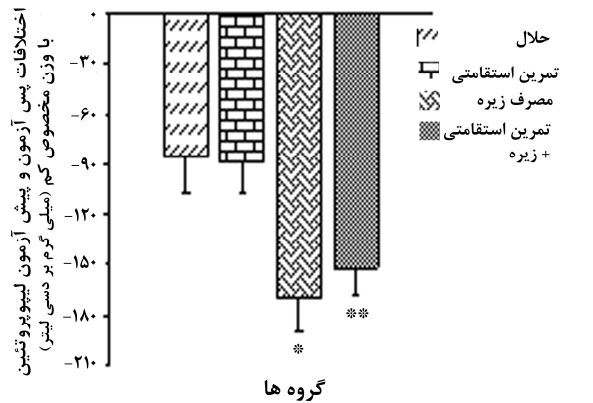 اختلافات پس آزمون و پیش آزمون لیپوپروتئین
با وزن مخصوص کم (میلی گرم بر دسی لیتر)
۰
-۳۰
-۶۰
-۹۰
-۱۲۰
-۱۵۰
-۱۸۰
-۲۱۰
حلال
تمرین استقامتی
مصرف زیره
تمرین استقامتی
+ زیره
*
**
گروه ها